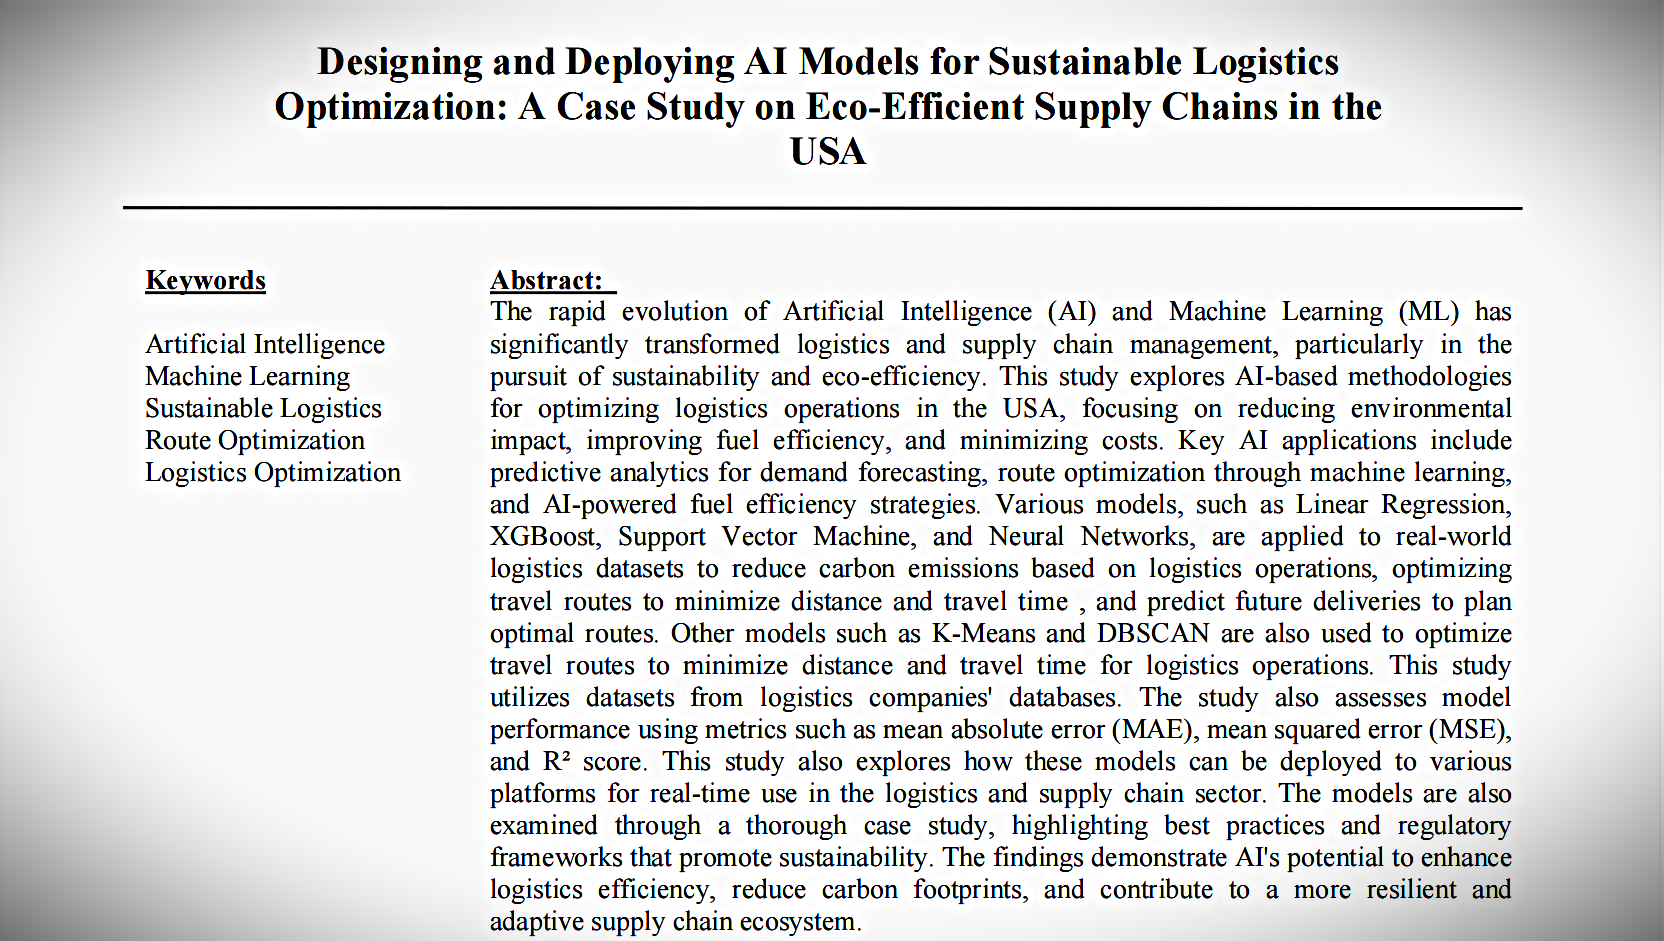 Designing and Deploying AI Models for Sustainable Logistics
Optimization: A Case Study on Eco-Efficient Supply Chains in the
USA
Keywords
Artificial Intelligence
Machine Learning
Sustainable Logistics
Route Optimization
Logistics Optimization
Abstract:
The rapid evolution of Artificial Intelligence (AI) and Machine Learning (ML) has
significantly transformed logistics and supply chain management, particularly in the
pursuit of sustainability and eco-efficiency. This study explores AI-based methodologies
for optimizing logistics operations in the USA, focusing on reducing environmental
impact, improving fuel efficiency, and minimizing costs. Key AI applications include
predictive analytics for demand forecasting, route optimization through machine learning,
and AI-powered fuel efficiency strategies. Various models, such as Linear Regression,
XGBoost, Support Vector Machine, and Neural Networks, are applied to real-world
logistics datasets to reduce carbon emissions based on logistics operations, optimizing
travel routes to minimize distance and travel time , and predict future deliveries to plan
optimal routes. Other models such as K-Means and DBSCAN are also used to optimize
travel routes to minimize distance and travel time for logistics operations. This study
utilizes datasets from logistics companies' databases. The study also assesses model
performance using metrics such as mean absolute error (MAE), mean squared error (MSE),
and R² score. This study also explores how these models can be deployed to various
platforms for real-time use in the logistics and supply chain sector. The models are also
examined through a thorough case study, highlighting best practices and regulatory
frameworks that promote sustainability. The findings demonstrate AI's potential to enhance
logistics efficiency, reduce carbon footprints, and contribute to a more resilient and
adaptive supply chain ecosystem.